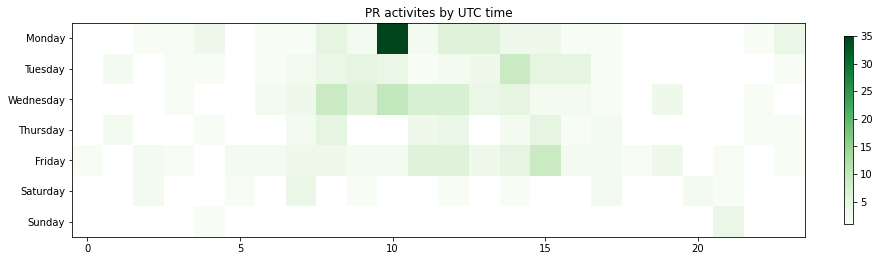 PR activites by UTC time
Monday
Tuesday
Wednesday
Thursday
Friday
Saturday
Sunday
0 5 10 15 20
35
30
25
20
15
10
5